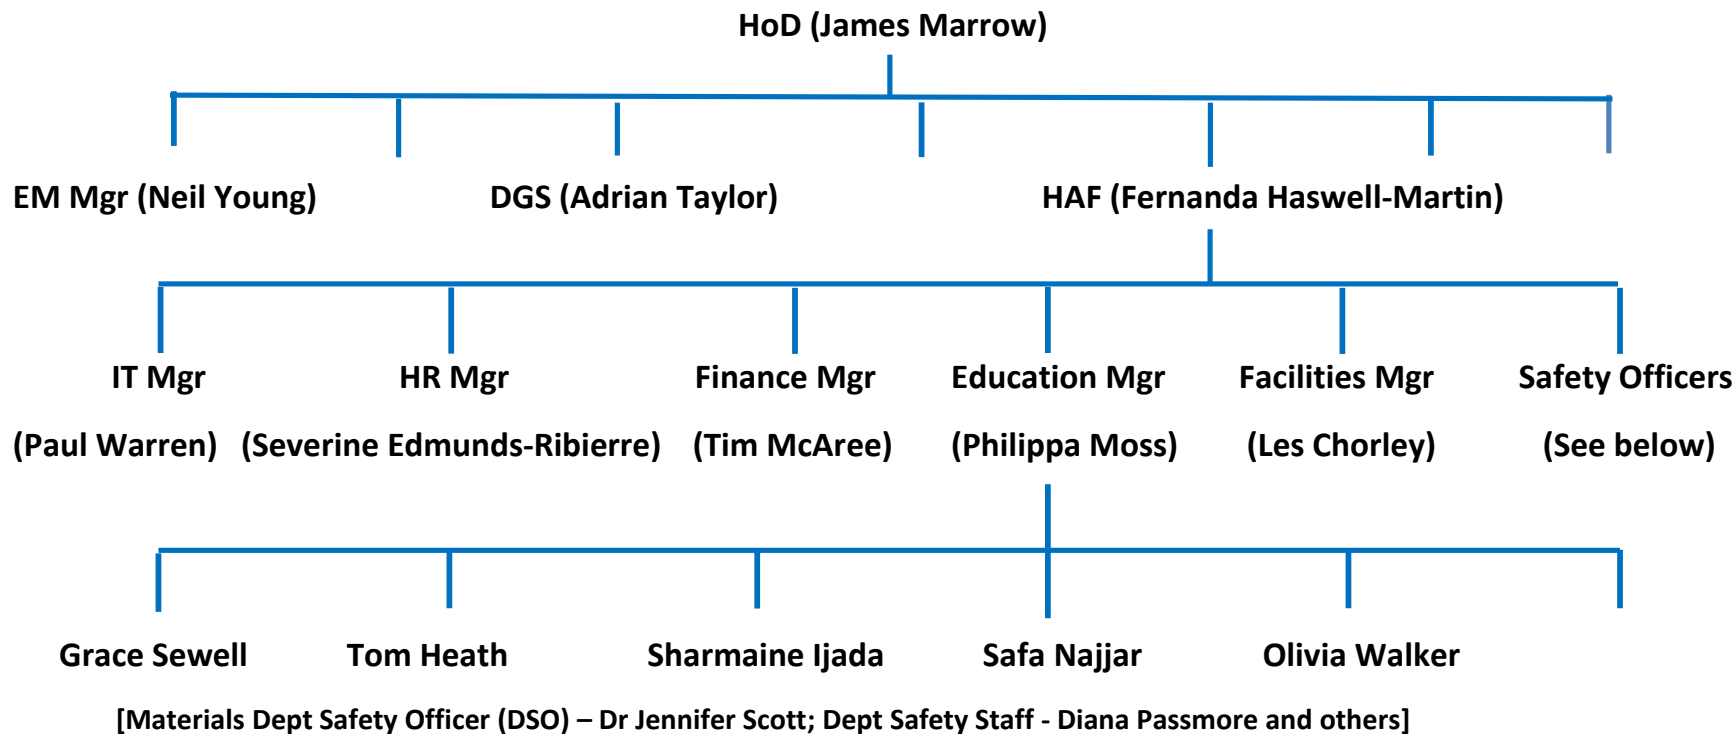 HoD (James Marrow)
EM Mgr (Neil Young) DGS (Adrian Taylor) HAF (Fernanda Haswell-Martin)
IT Mgr HR Mgr Finance Mgr Education Mgr Facilities Mgr Safety Officers
(Paul Warren) (Severine Edmunds-Ribierre) (Tim McAree) (Philippa Moss) (Les Chorley) (See below)
Grace Sewell Tom Heath Sharmaine Ijada Safa Najjar Olivia Walker
[Materials Dept Safety Officer (DSO) – Dr Jennifer Scott; Dept Safety Staff - Diana Passmore and others]